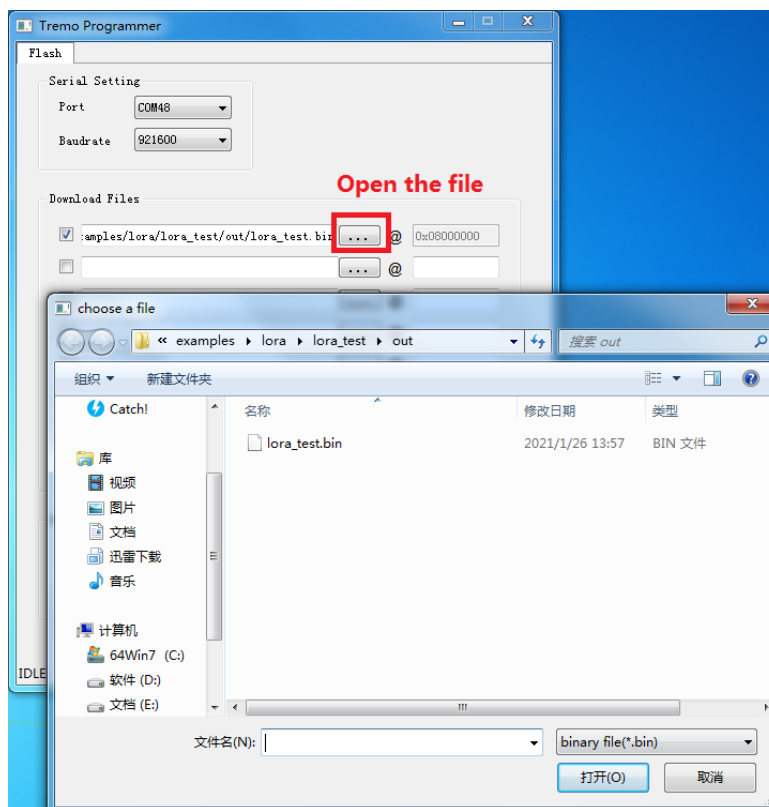 Tremo Programmer
Flash
Serial Setting
Port COM48
Baudrate 921600
Open the file
Download Files
:amples/lora/lora_test/out/lora_test.bin ... @ 0x08000000
... @
choose a file
« examples lora lora_test out 搜索 out
组织 新建文件夹
Catch!
名称 修改日期 类型
lora_test.bin 2021/1/26 13:57 BIN 文件
库
视频
图片
文档
迅雷下载
音乐
计算机
64Win7 (C:)
软件 (D:)
文档 (E:)
IDLE
文件名(N): binary file(*.bin)
打开(O) 取消